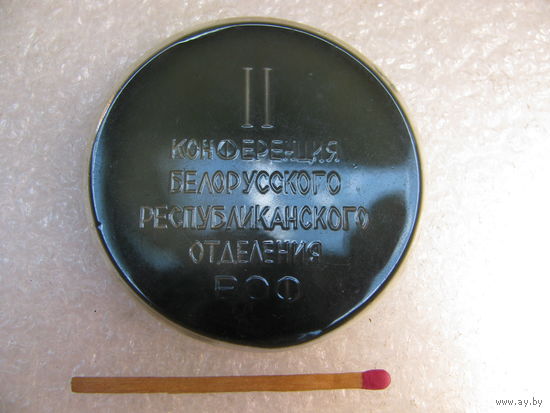 II
КОНФЕРЕНЦИЯ
БЕЛОРУССКОГО
РЕСПУБЛИКАНСКОГО
ОТДЕЛЕНИЯ
ВОФ
© www.ay.by